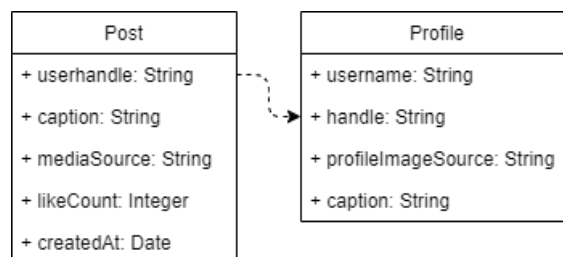 Post
+ userhandle: String
+ caption: String
+ mediaSource: String
+ likeCount: Integer
+ createdAt: Date
Profile
+ username: String
+ handle: String
+ profileImageSource: String
+ caption: String